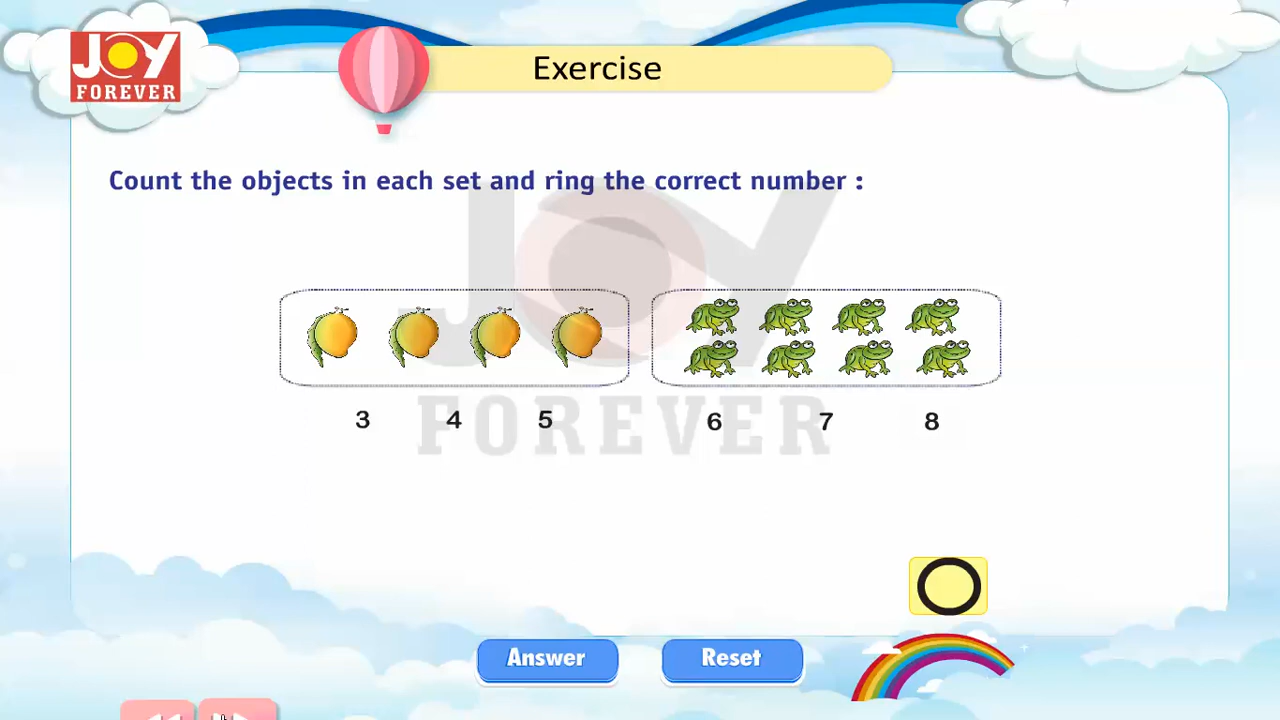 JOY
FOREVER
Exercise
Count the objects in each set and ring the correct number :
JOY
FOREVER
3 4 5
6 7 8
Answer
Reset